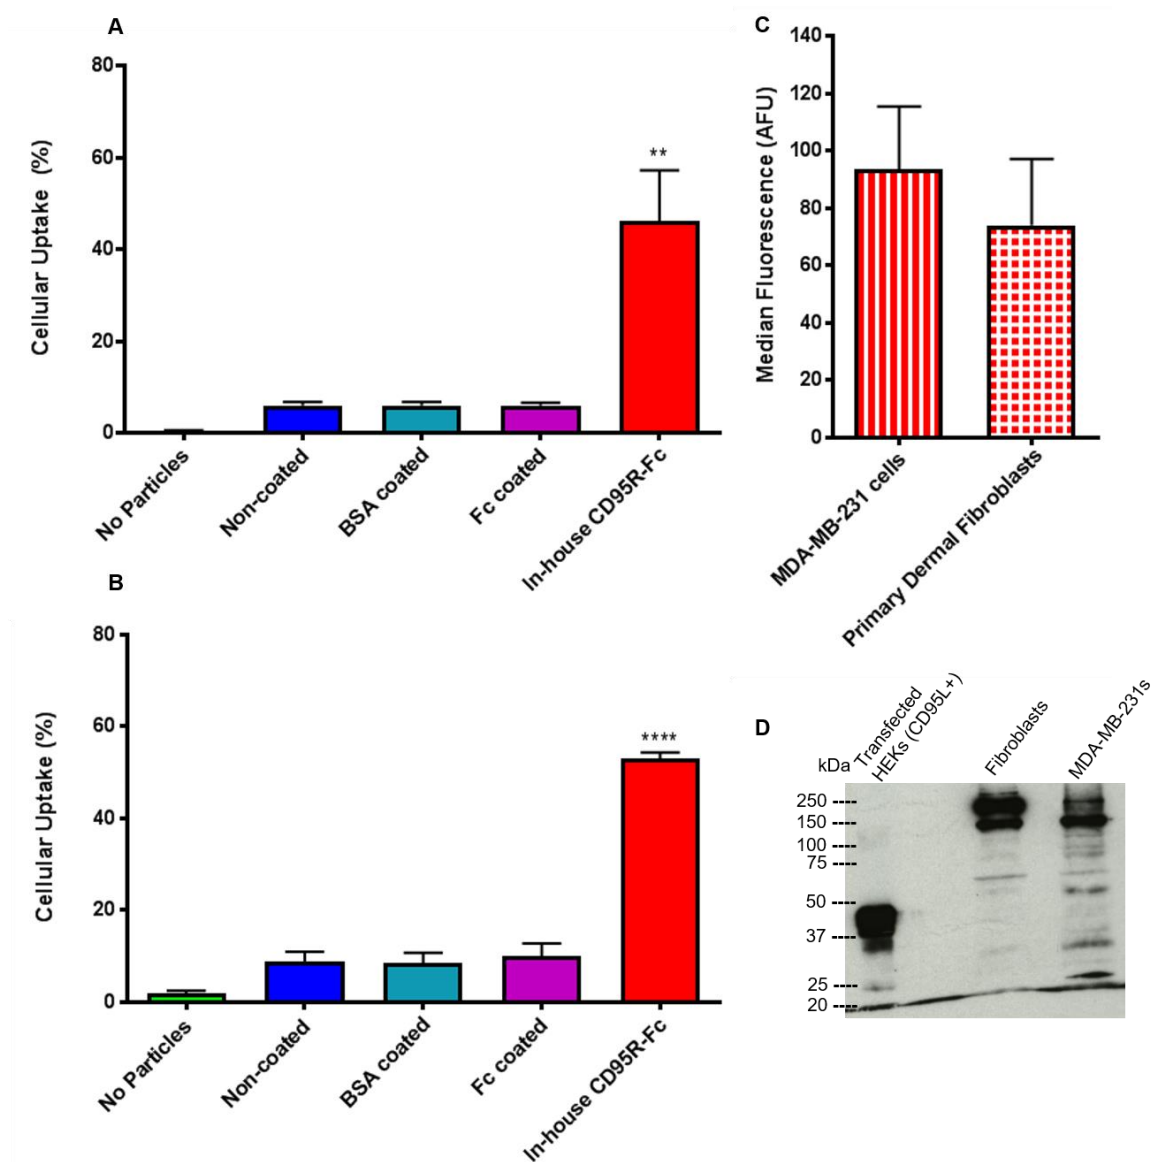 A
80
60
40
20
0
Cellular Uptake (%)
**
No Particles
Non-coated
BSA coated
Fc coated
In-house CD95R-Fc
B
80
60
40
20
0
Cellular Uptake (%)
****
No Particles
Non-coated
BSA coated
Fc coated
In-house CD95R-Fc
C
140
120
100
80
60
40
20
0
Median Fluorescence (AFU)
MDA-MB-231 cells
Primary Dermal Fibroblasts
D
kDa
Transfected
HEKs (CD95L+)
Fibroblasts
MDA-MB-231s
250
150
100
75
50
37
25
20